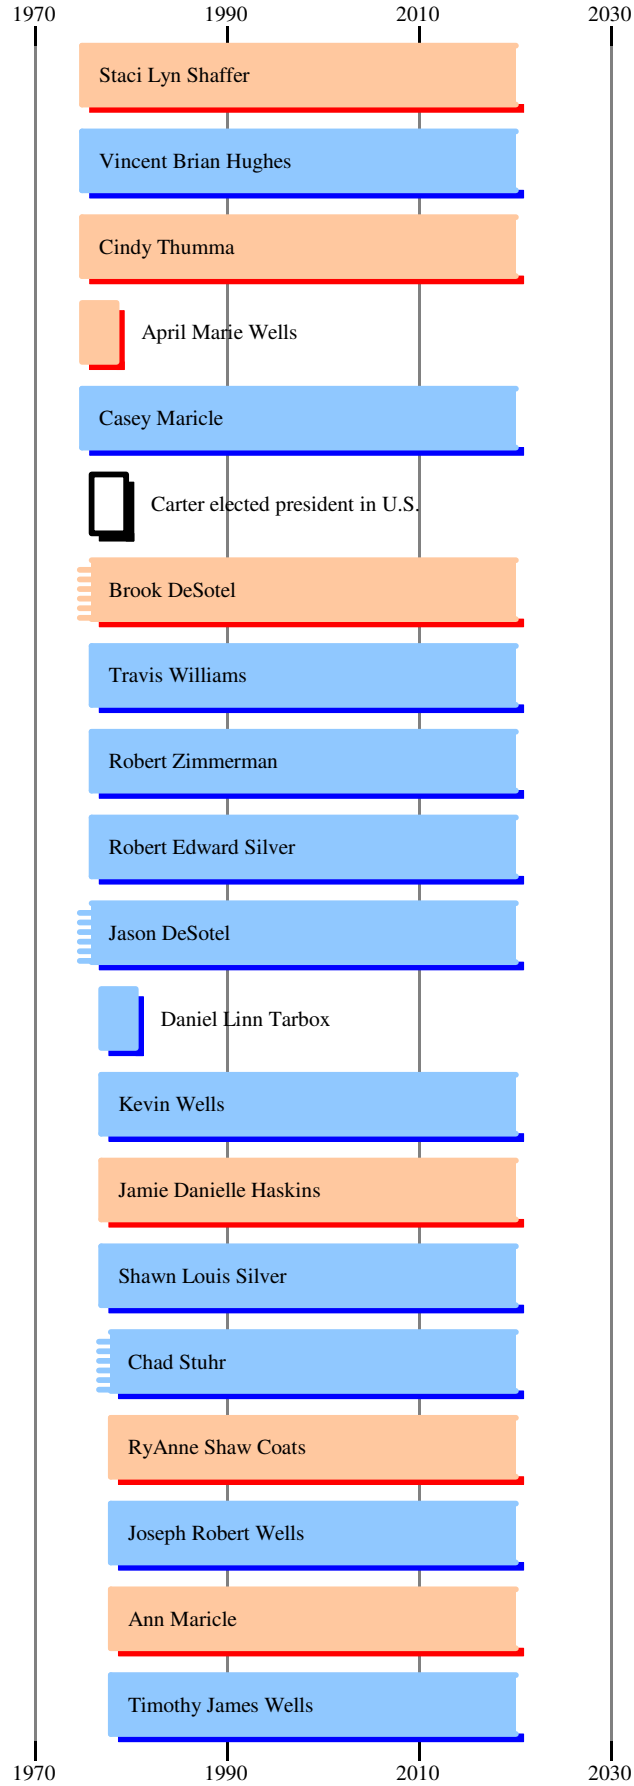 1970 1990 2010 2030
Staci Lyn Shaffer
Vincent Brian Hughes
Cindy Thumma
April Marie Wells
Casey Maricle
Carter elected president in U.S.
Brook DeSotel
Travis Williams
Robert Zimmerman
Robert Edward Silver
Jason DeSotel
Daniel Linn Tarbox
Kevin Wells
Jamie Danielle Haskins
Shawn Louis Silver
Chad Stuhr
RyAnne Shaw Coats
Joseph Robert Wells
Ann Maricle
Timothy James Wells
1970 1990 2010 2030